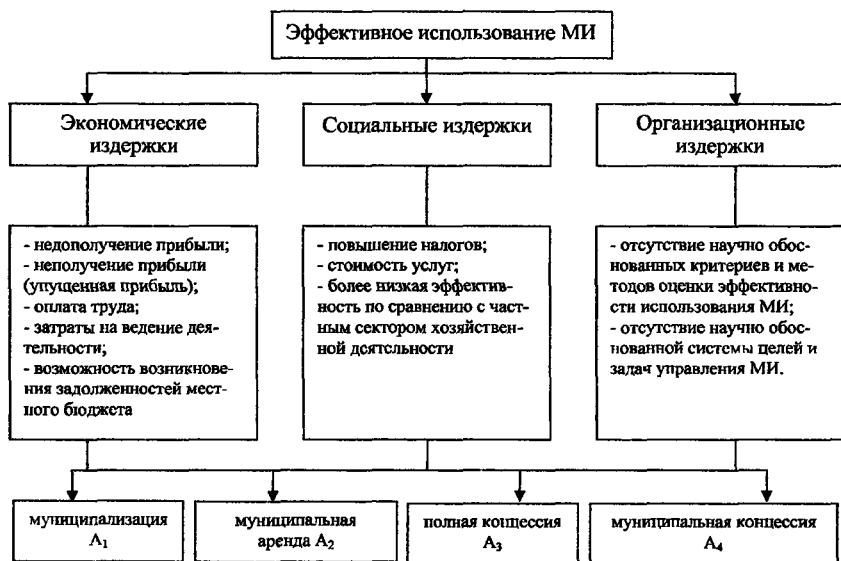 Эффективное использование МИ
Экономические
издержки
Социальные издержки
Организационные
издержки
- недополучение прибыли;
- неполучение прибыли
(упущенная прибыль);
- оплата труда;
- затраты на ведение дея-
тельности;
- возможность возникнове-
ния задолженностей мест-
ного бюджета
- повышение налогов;
- стоимость услуг;
- более низкая эффектив-
ность по сравнению с част-
ным сектором хозяйствен-
ной деятельности
- отсутствие научно обос-
нованных критериев и ме-
тодов оценки эффективно-
сти использования МИ;
- отсутствие научно обос-
нованной системы целей и
задач управления МИ.
муниципализация
А₁
муниципальная
аренда А₂
полная концессия
А₃
муниципальная концессия
А₄